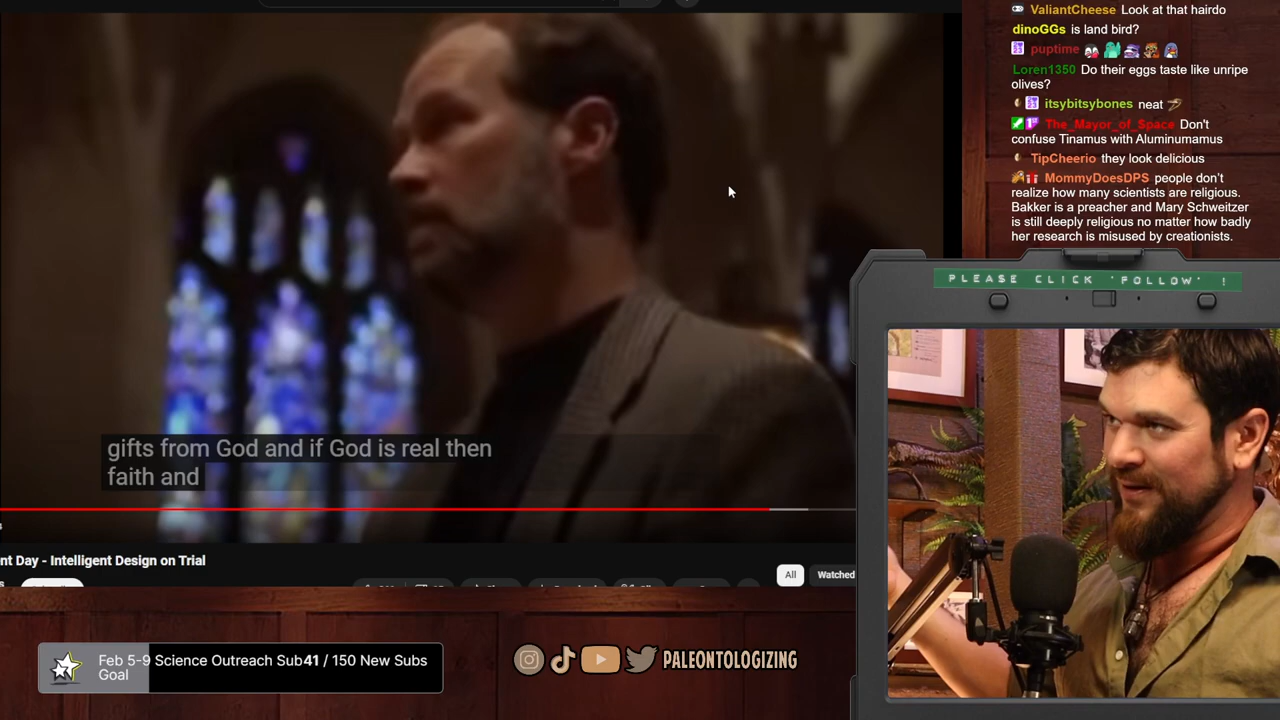 gifts from God and if God is real then
faith and
nt Day - Intelligent Design on Trial
All
Watched
ValiantCheese Look at that hairdo
dinoGGs is land bird?
puptime
Loren1350 Do their eggs taste like unripe
olives?
itsybitsybones neat
The_Mayor_of_Space Don't
confuse Tinamus with Aluminumamus
TipCheerio they look delicious
MommyDoesDPS people don't
realize how many scientists are religious.
Bakker is a preacher and Mary Schweitzer
is still deeply religious no matter how badly
her research is misused by creationists.
PLEASE CLICK 'FOLLOW' !
Feb 5-9 Science Outreach Sub
Goal
41 / 150 New Subs
PALEONTOLOGIZING